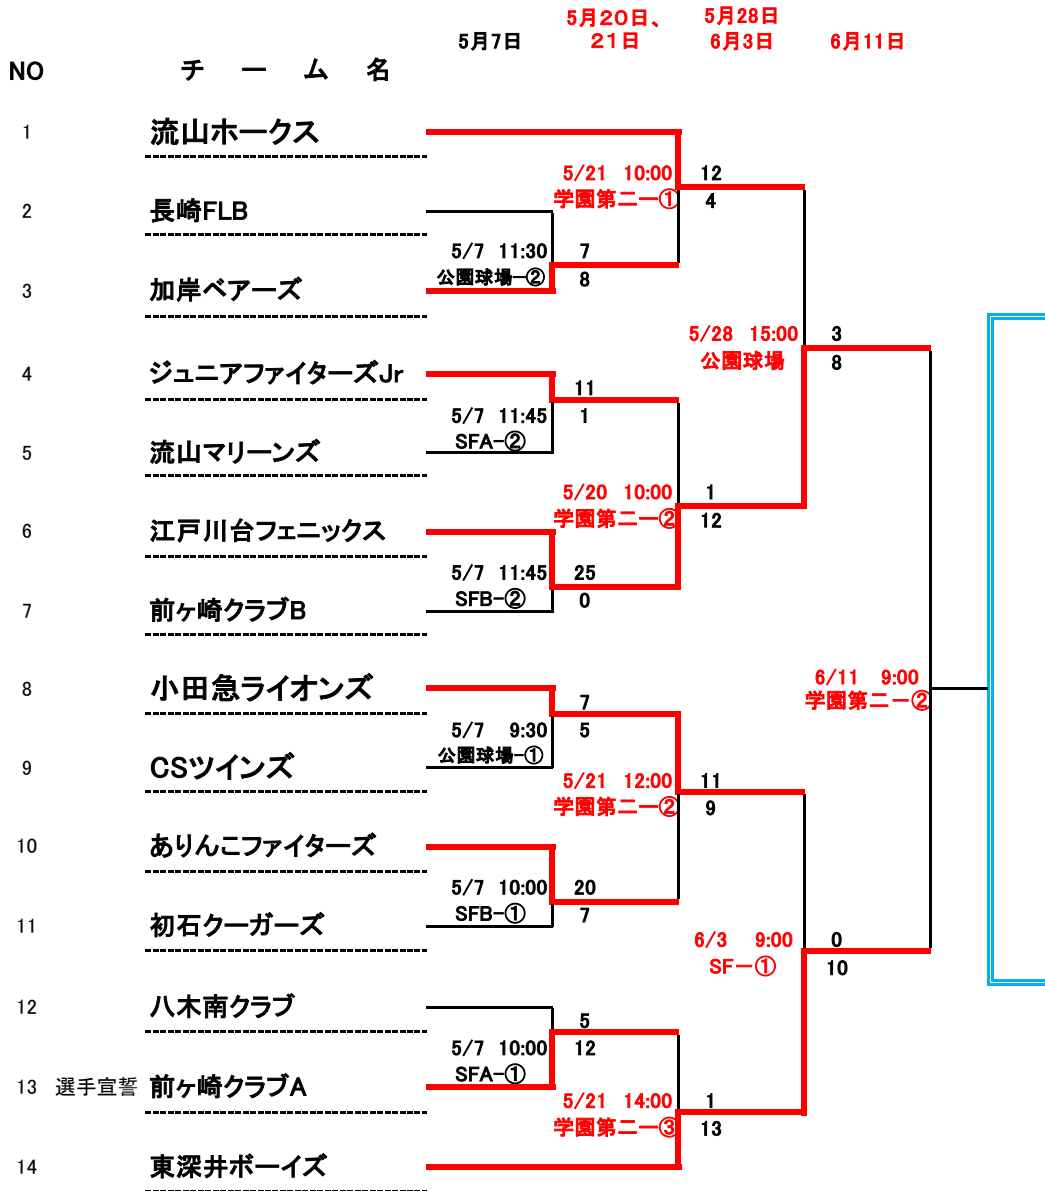 5月7日
5月２０日、
２１日
5月28日
6月3日
6月11日
NO
チ ー ム 名
1 流山ホークス
5/21 10:00
学園第二ー①
12
4
2 長崎FLB
5/7 11:30
公園球場-②
7
8
3 加岸ベアーズ
5/28 15:00
公園球場
3
8
4 ジュニアファイターズJr
11
1
5/7 11:45
SFA-②
5 流山マリーンズ
5/20 10:00
学園第二ー②
1
12
6 江戸川台フェニックス
5/7 11:45
SFB-②
25
0
7 前ヶ崎クラブB
6/11 9:00
学園第二－②
8 小田急ライオンズ
7
5
5/7 9:30
公園球場-①
9 CSツインズ
5/21 12:00
学園第二ー②
11
9
10 ありんこファイターズ
5/7 10:00
SFB-①
20
7
11 初石クーガーズ
6/3 9:00
SF－①
0
10
12 八木南クラブ
5
12
5/7 10:00
SFA-①
13 選手宣誓 前ヶ崎クラブA
5/21 14:00
学園第二ー③
1
13
14 東深井ボーイズ